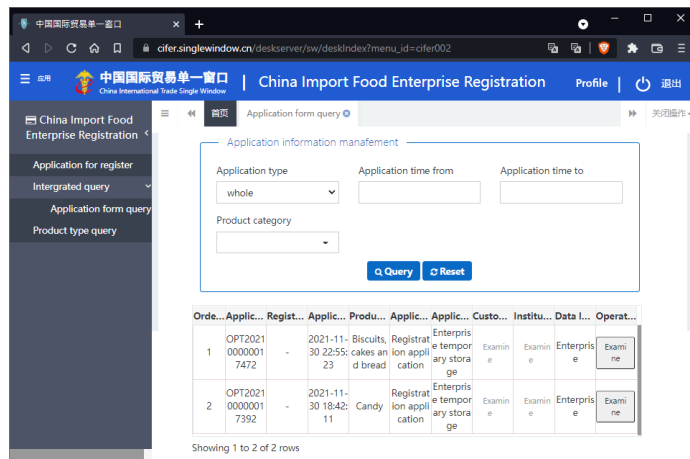 中国国际贸易单一窗口
cifer.singlewindow.cn/deskserver/sw/deskIndex?menu_id=cifer002
应用
中国国际贸易单一窗口
China International Trade Single Window
China Import Food Enterprise Registration
Profile
退出
China Import Food
Enterprise Registration
首页
Application form query
关闭操作
Application for register
Intergrated query
Application form query
Product type query
Application information manafement
Application type
Application time from
Application time to
whole
Product category
Query
Reset
Orde... Applic... Regist... Applic... Produ... Applic... Applic... Custo... Institu... Data I... Operat...
1
OPT2021
0000001
7472
-
2021-11-
30 22:55:
23
Biscuits,
cakes an
d bread
Registrat
ion appli
cation
Enterpris
e tempor
ary stora
ge
Examin
e
Examin
e
Enterpris
e
Exami
ne
2
OPT2021
0000001
7392
-
2021-11-
30 18:42:
11
Candy
Registrat
ion appli
cation
Enterpris
e tempor
ary stora
ge
Examin
e
Examin
e
Enterpris
e
Exami
ne
Showing 1 to 2 of 2 rows